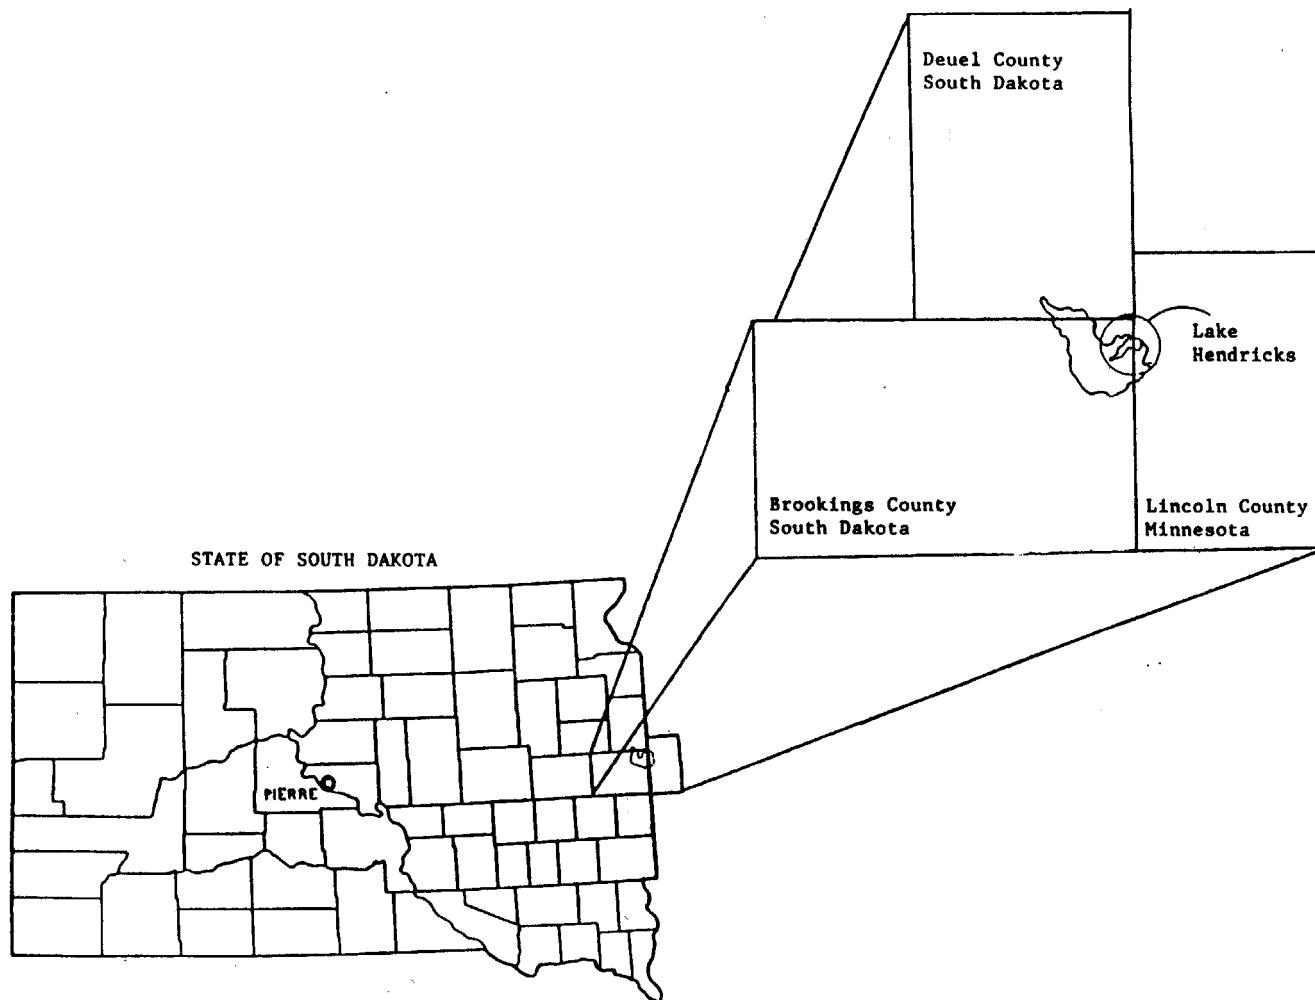 Deuel County
South Dakota
Lake
Hendricks
Brookings County
South Dakota
Lincoln County
Minnesota
STATE OF SOUTH DAKOTA
PIERRE